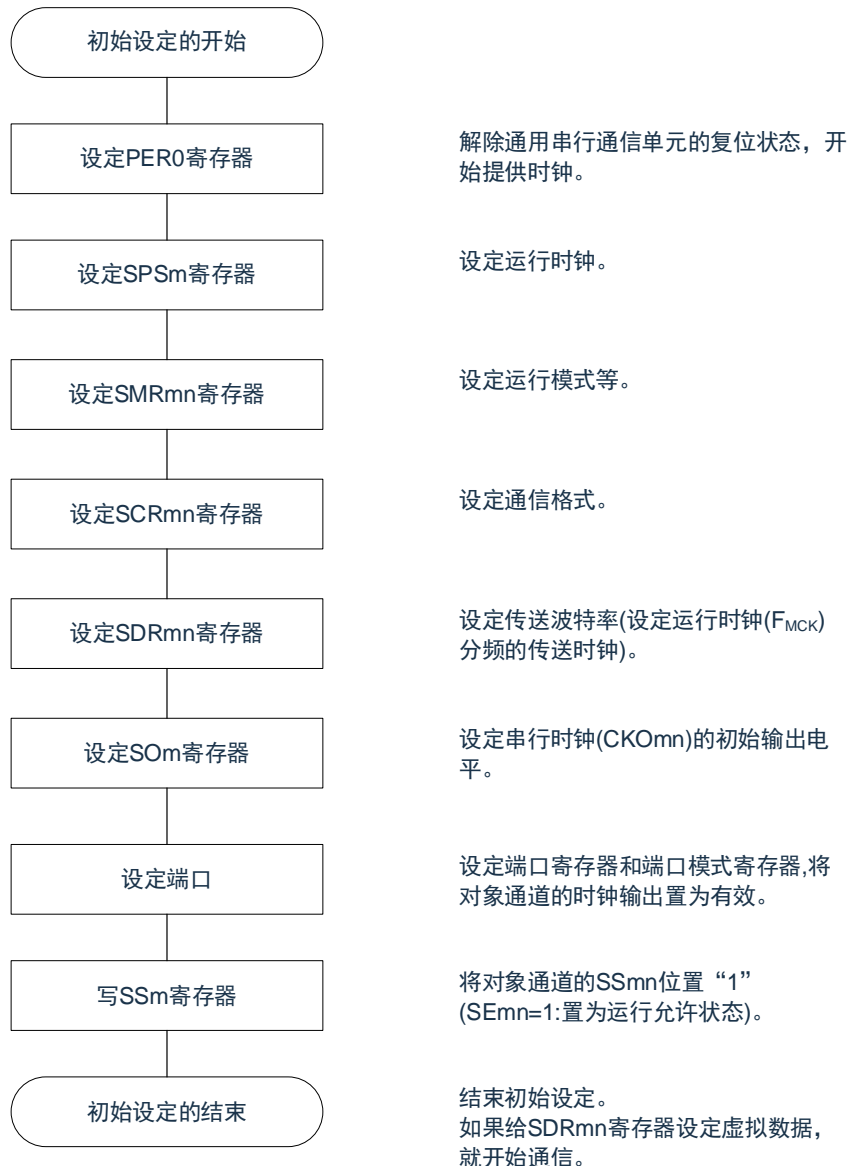 初始设定的开始
设定PER0寄存器
解除通用串行通信单元的复位状态，开
始提供时钟。
设定SPSm寄存器
设定运行时钟。
设定SMRmn寄存器
设定运行模式等。
设定SCRmn寄存器
设定通信格式。
设定SDRmn寄存器
设定传送波特率(设定运行时钟(FMCK)
分频的传送时钟)。
设定SOm寄存器
设定串行时钟(CKOmn)的初始输出电
平。
设定端口
设定端口寄存器和端口模式寄存器,将
对象通道的时钟输出置为有效。
写SSm寄存器
将对象通道的SSmn位置“1”
(SEmn=1:置为运行允许状态)。
初始设定的结束
结束初始设定。
如果给SDRmn寄存器设定虚拟数据，
就开始通信。